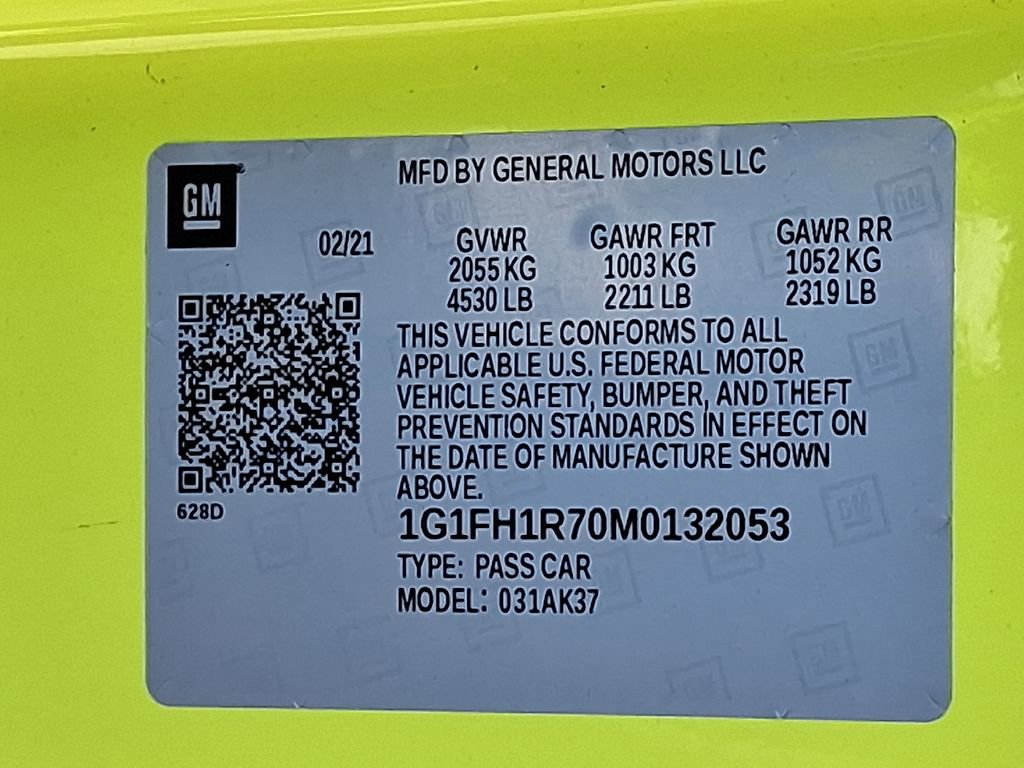 MFD BY GENERAL MOTORS LLC
GM
02/21
GVWR GAWR FRT GAWR RR
2055 KG 1003 KG 1052 KG
4530 LB 2211 LB 2319 LB
THIS VEHICLE CONFORMS TO ALL
APPLICABLE U.S. FEDERAL MOTOR
VEHICLE SAFETY, BUMPER, AND THEFT
PREVENTION STANDARDS IN EFFECT ON
THE DATE OF MANUFACTURE SHOWN
ABOVE.
628D
1G1FH1R70M0132053
TYPE: PASS CAR
MODEL: 031AK37